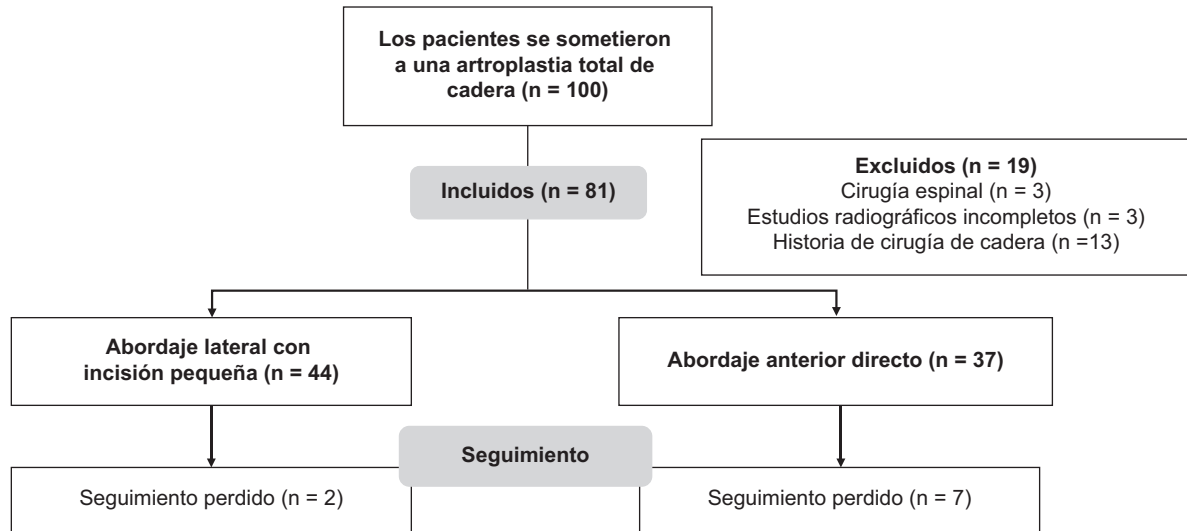 Los pacientes se sometieron
a una artroplastia total de
cadera (n = 100)
Incluidos (n = 81)
Excluidos (n = 19)
Cirugía espinal (n = 3)
Estudios radiográficos incompletos (n = 3)
Historia de cirugía de cadera (n =13)
Abordaje lateral con
incisión pequeña (n = 44)
Abordaje anterior directo (n = 37)
Seguimiento
Seguimiento perdido (n = 2)
Seguimiento perdido (n = 7)